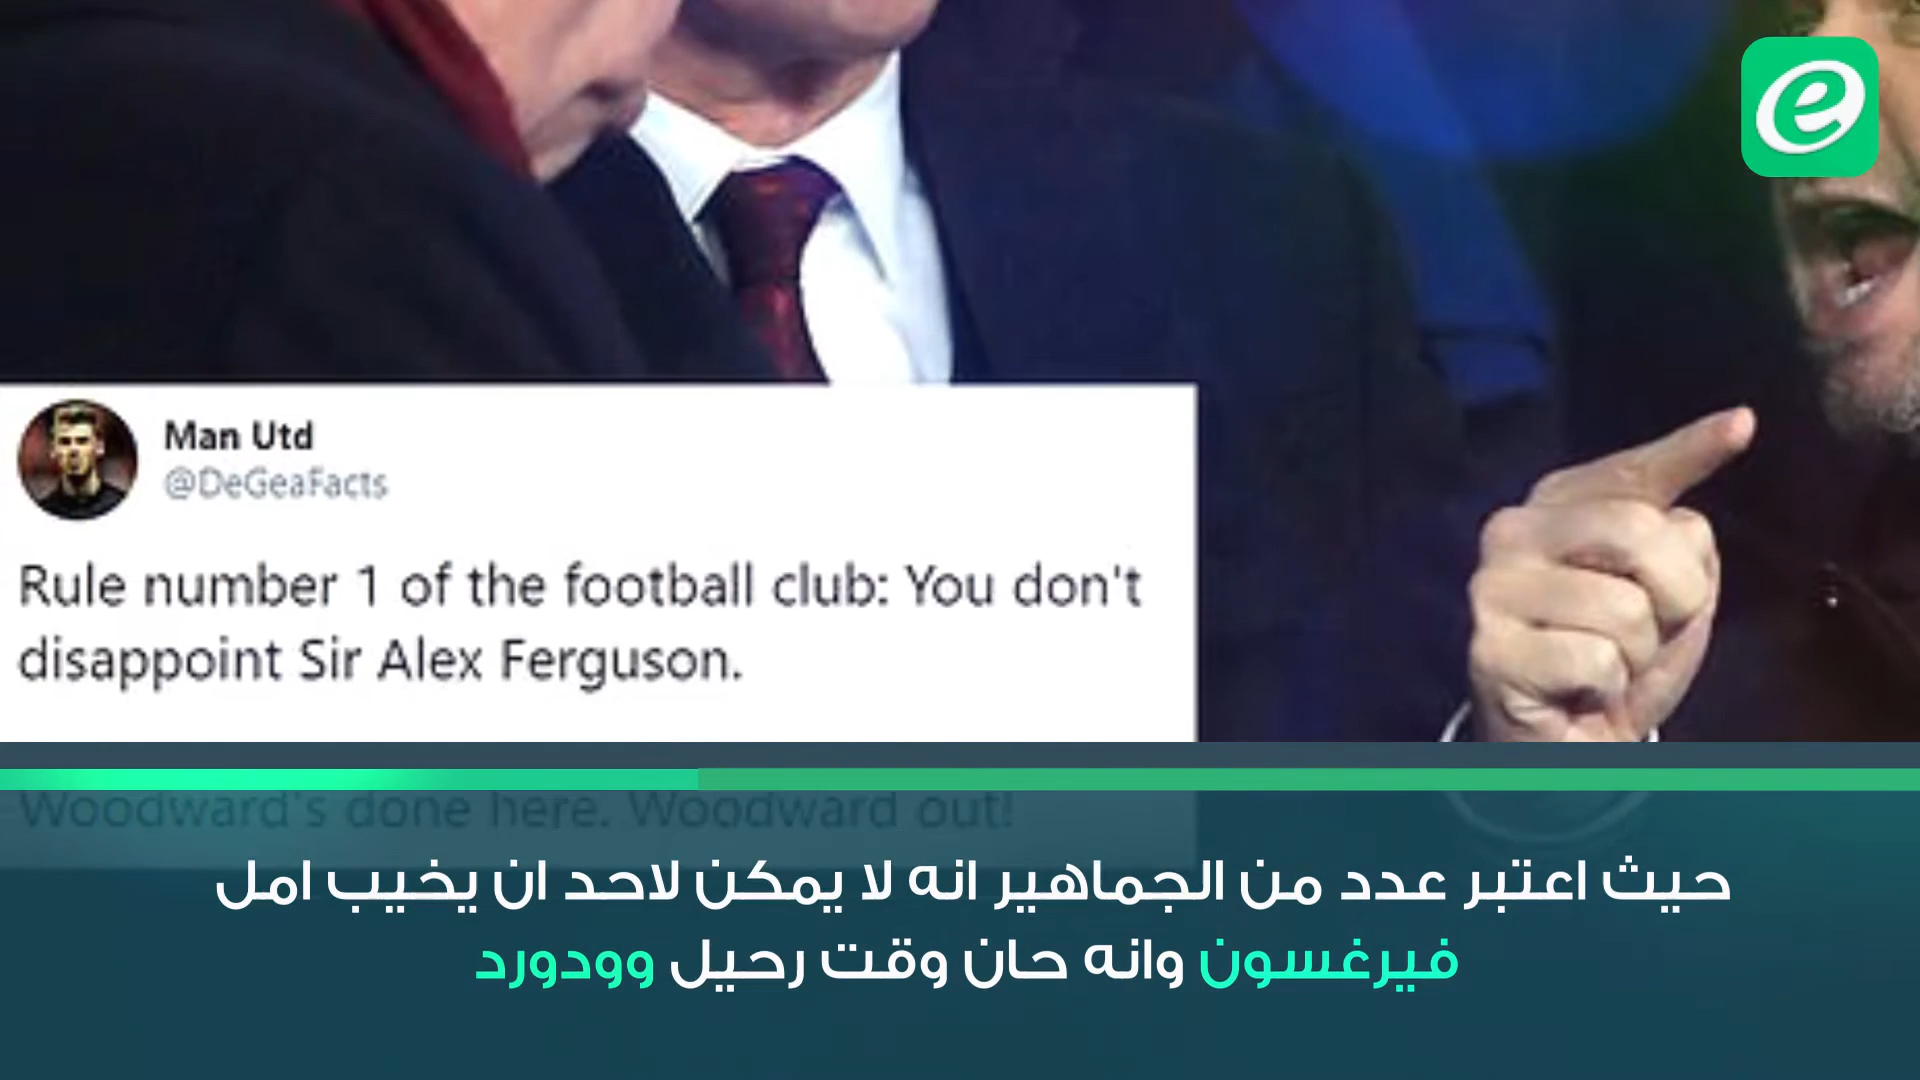 Man Utd
@DeGeaFacts
Rule number 1 of the football club: You don't
disappoint Sir Alex Ferguson.
Woodward's done here. Woodward out!
حيث اعتبر عدد من الجماهير انه لا يمكن لاحد ان يخيب امل
فيرغسون وانه حان وقت رحيل وودورد